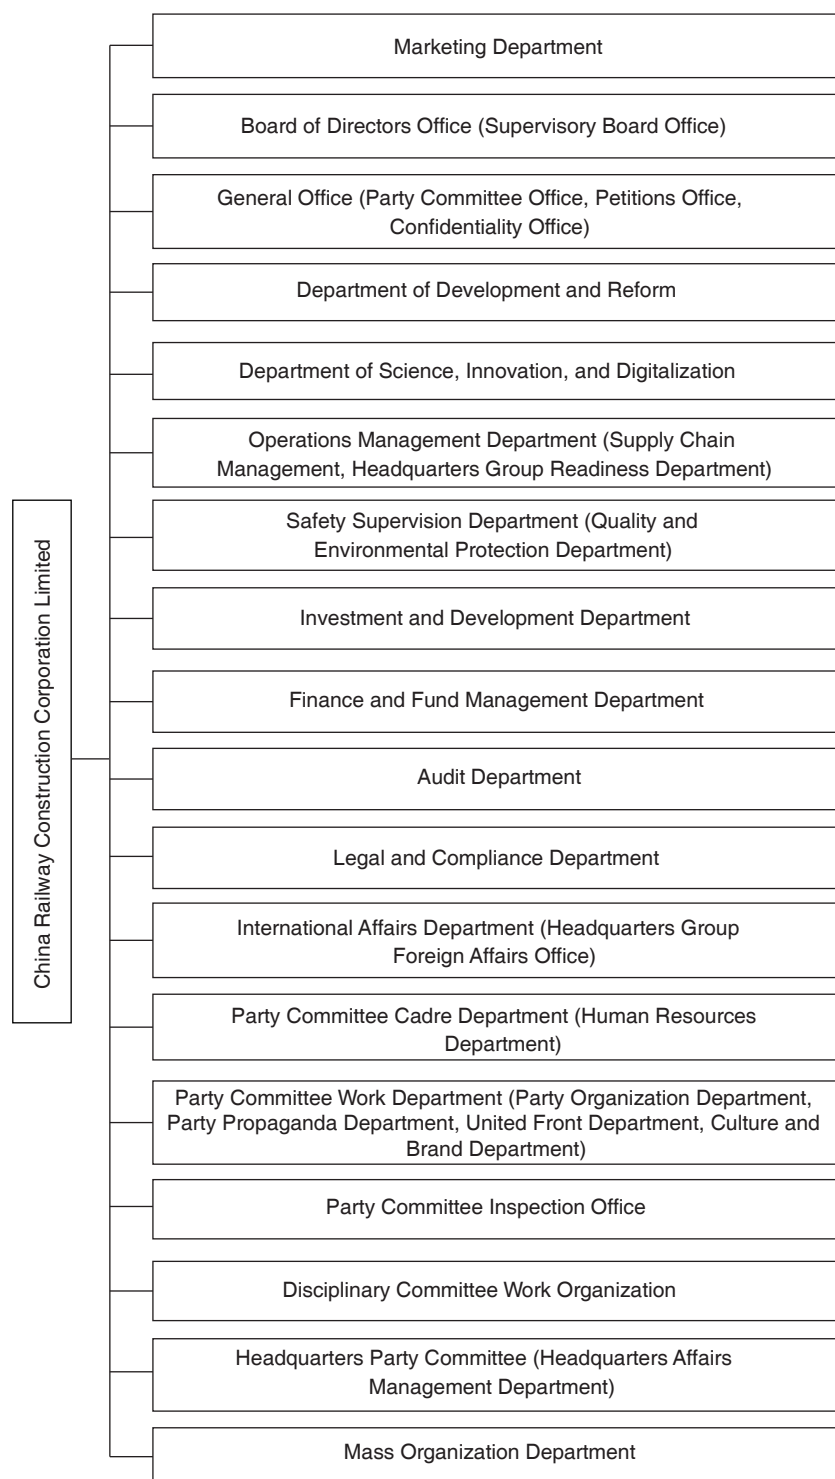 Marketing Department
Board of Directors Office (Supervisory Board Office)
General Office (Party Committee Office, Petitions Office,
Confidentiality Office)
Department of Development and Reform
Department of Science, Innovation, and Digitalization
Operations Management Department (Supply Chain
Management, Headquarters Group Readiness Department)
China Railway Construction Corporation Limited
Safety Supervision Department (Quality and
Environmental Protection Department)
Investment and Development Department
Finance and Fund Management Department
Audit Department
Legal and Compliance Department
International Affairs Department (Headquarters Group
Foreign Affairs Office)
Party Committee Cadre Department (Human Resources
Department)
Party Committee Work Department (Party Organization Department,
Party Propaganda Department, United Front Department, Culture and
Brand Department)
Party Committee Inspection Office
Disciplinary Committee Work Organization
Headquarters Party Committee (Headquarters Affairs
Management Department)
Mass Organization Department